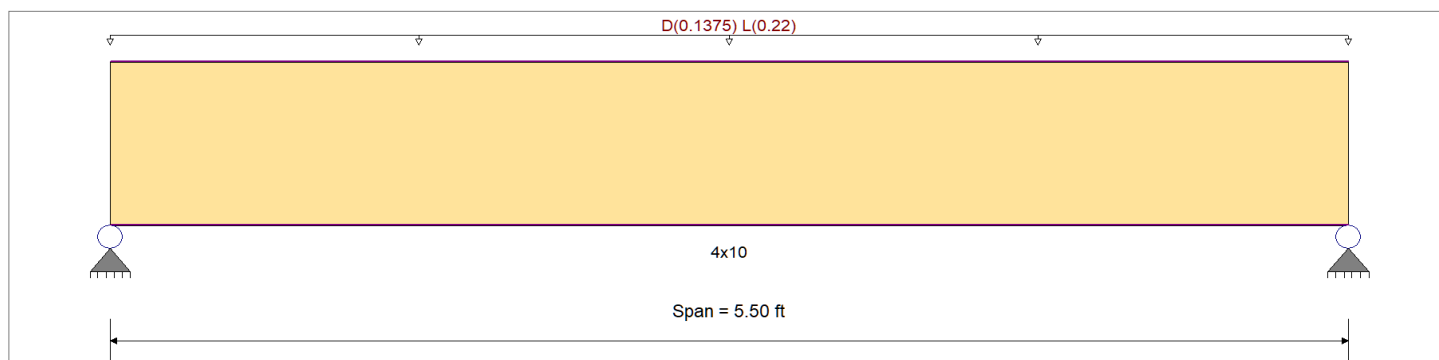 D(0.1375) L(0.22)
4x10
Span = 5.50 ft